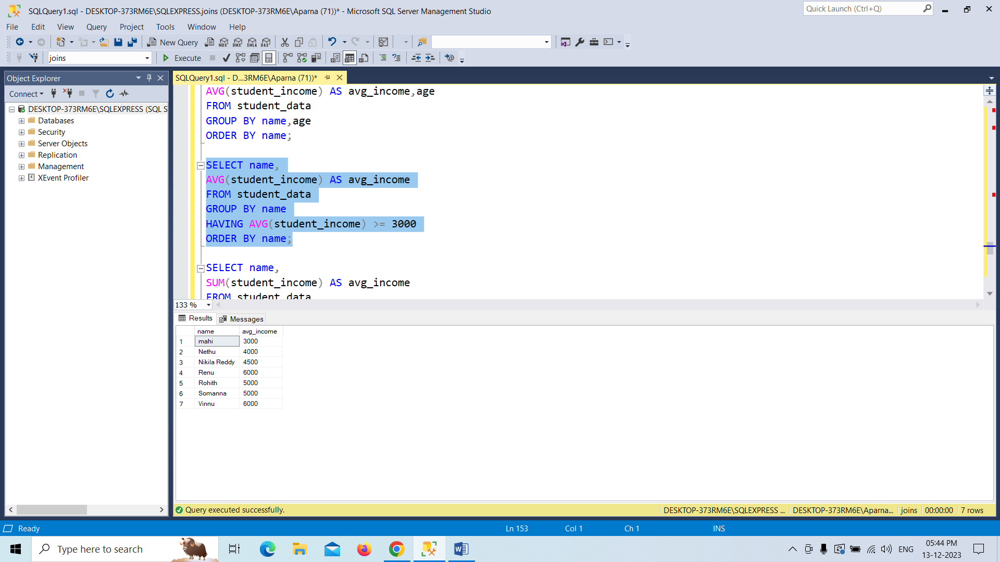 SQLQuery1.sql - DESKTOP-373RM6E\SQLEXPRESS.joins (DESKTOP-373RM6E\Aparna (71))* - Microsoft SQL Server Management Studio
Quick Launch (Ctrl+Q)
File Edit View Query Project Tools Window Help
New Query MDX DMX XMLA DAX
joins Execute
Object Explorer
SQLQuery1.sql - D...3RM6E\Aparna (71))*
Connect
DESKTOP-373RM6E\SQLEXPRESS (SQL S
Databases
Security
Server Objects
Replication
Management
XEvent Profiler
AVG(student_income) AS avg_income,age
FROM student_data
GROUP BY name,age
ORDER BY name;
SELECT name,
AVG(student_income) AS avg_income
FROM student_data
GROUP BY name
HAVING AVG(student_income) >= 3000
ORDER BY name;
SELECT name,
SUM(student_income) AS avg_income
FROM student_data
133 %
Results Messages
name avg_income
1 mahi 3000
2 Nethu 4000
3 Nikila Reddy 4500
4 Renu 6000
5 Rohith 5000
6 Somanna 5000
7 Vinnu 6000
Query executed successfully. DESKTOP-373RM6E\SQLEXPRESS ... DESKTOP-373RM6E\Aparna... joins 00:00:00 7 rows
Ready Ln 153 Col 1 Ch 1 INS
Type here to search
ENG
05:44 PM
13-12-2023